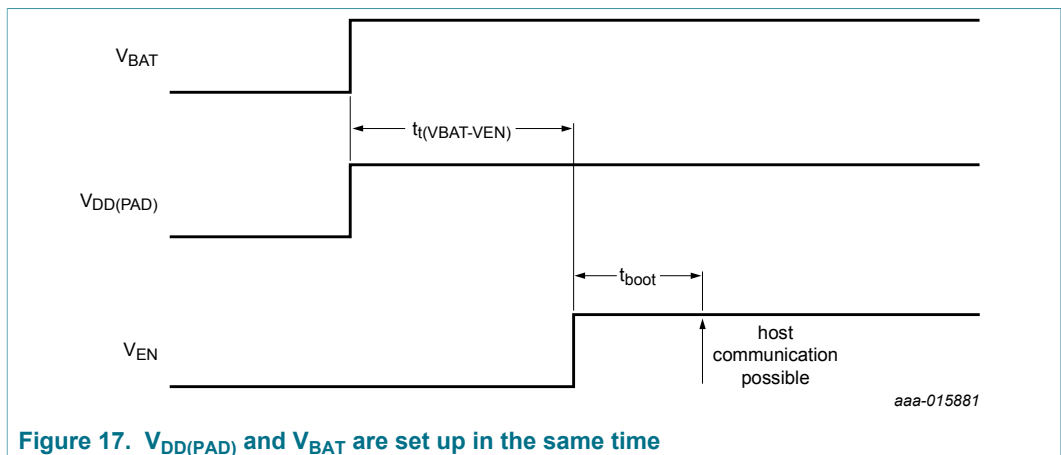 VBAT
tt(VBAT-VEN)
VDD(PAD)
tboot
VEN
host
communication
possible
aaa-015881
Figure 17. VDD(PAD) and VBAT are set up in the same time